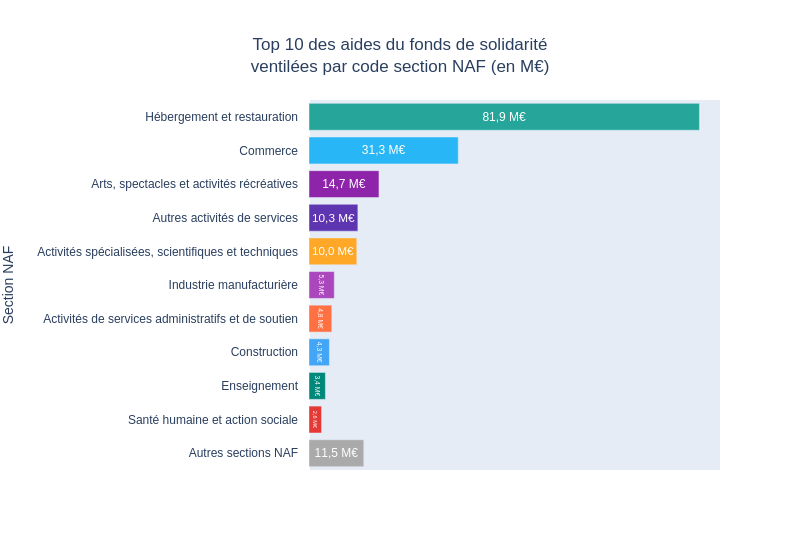 Top 10 des aides du fonds de solidarité
ventilées par code section NAF (en M€)
Section NAF
Hébergement et restauration 81,9 M€
Commerce 31,3 M€
Arts, spectacles et activités récréatives 14,7 M€
Autres activités de services 10,3 M€
Activités spécialisées, scientifiques et techniques 10,0 M€
Industrie manufacturière 5,3 M€
Activités de services administratifs et de soutien 4,8 M€
Construction 4,3 M€
Enseignement 3,4 M€
Santé humaine et action sociale 2,6 M€
Autres sections NAF 11,5 M€